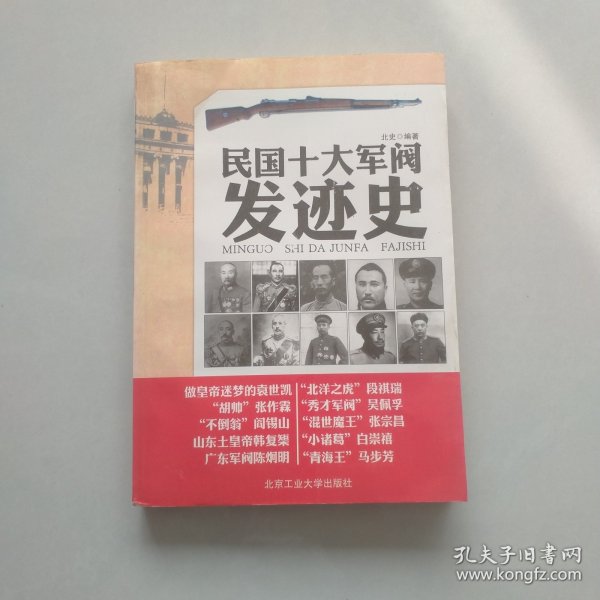 北史◎编著
民国十大军阀
发迹史
MINGUO SHI DA JUNFA FAJISHI
做皇帝迷梦的袁世凯
“北洋之虎”段祺瑞
“胡帅”张作霖
“秀才军阀”吴佩孚
“不倒翁”阎锡山
“混世魔王”张宗昌
山东土皇帝韩复榘
“小诸葛”白崇禧
广东军阀陈炯明
“青海王”马步芳
北京工业大学出版社
孔夫子旧书网
www.kongfz.com